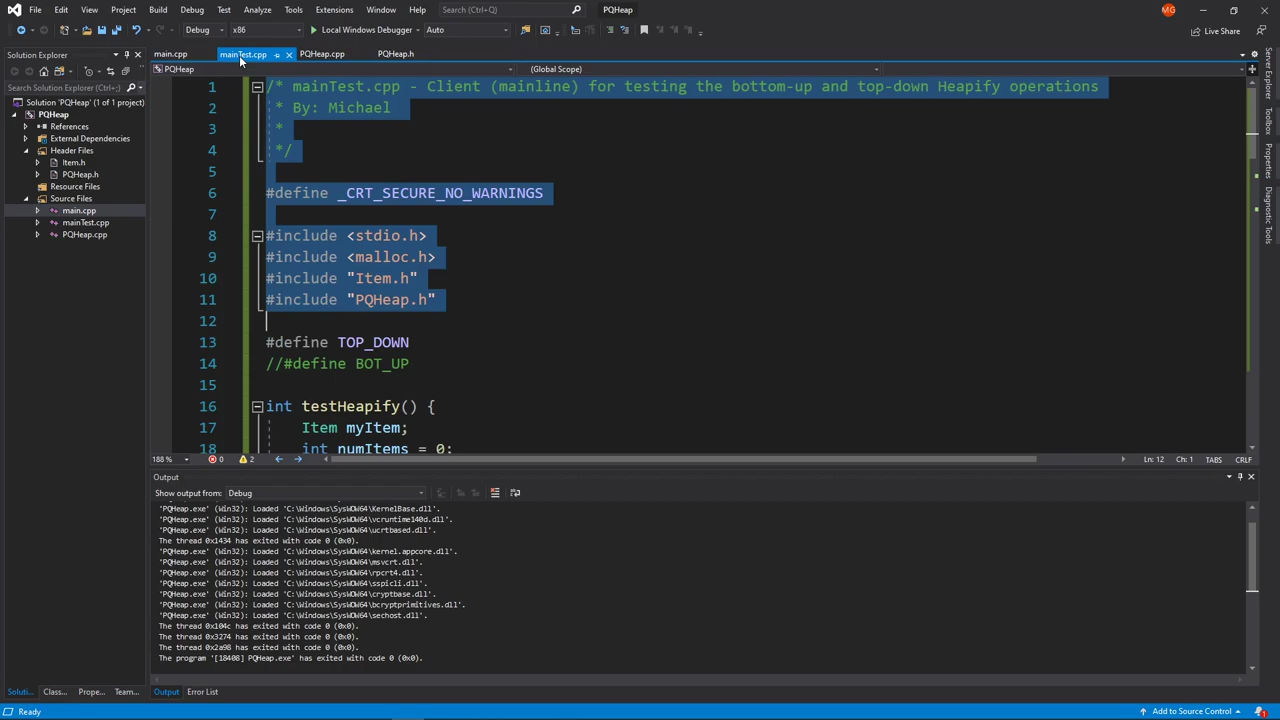 File Edit View Project Build Debug Test Analyze Tools Extensions Window Help Search (Ctrl+Q) PQHeap MG
Debug x86 Local Windows Debugger Auto Live Share
Solution Explorer
main.cpp mainTest.cpp PQHeap.cpp PQHeap.h
PQHeap (Global Scope)
Search Solution Explorer (Ctrl+;)
Solution 'PQHeap' (1 of 1 project)
PQHeap
References
External Dependencies
Header Files
Item.h
PQHeap.h
Resource Files
Source Files
main.cpp
mainTest.cpp
PQHeap.cpp
1 /* mainTest.cpp - Client (mainline) for testing the bottom-up and top-down Heapify operations
2 * By: Michael
3 *
4 */
5
6 #define _CRT_SECURE_NO_WARNINGS
7
8 #include <stdio.h>
9 #include <malloc.h>
10 #include "Item.h"
11 #include "PQHeap.h"
12
13 #define TOP_DOWN
14 //#define BOT_UP
15
16 int testHeapify() {
17 Item myItem;
18 int numItems = 0;
188 % 0 2 Ln: 12 Ch: 1 TABS CRLF
Output
Show output from: Debug
'PQHeap.exe' (Win32): Loaded 'C:\Windows\SysWOW64\KernelBase.dll'.
'PQHeap.exe' (Win32): Loaded 'C:\Windows\SysWOW64\vcruntime140d.dll'.
'PQHeap.exe' (Win32): Loaded 'C:\Windows\SysWOW64\ucrtbased.dll'.
The thread 0x1434 has exited with code 0 (0x0).
'PQHeap.exe' (Win32): Loaded 'C:\Windows\SysWOW64\kernel.appcore.dll'.
'PQHeap.exe' (Win32): Loaded 'C:\Windows\SysWOW64\msvcrt.dll'.
'PQHeap.exe' (Win32): Loaded 'C:\Windows\SysWOW64\rpcrt4.dll'.
'PQHeap.exe' (Win32): Loaded 'C:\Windows\SysWOW64\sspicli.dll'.
'PQHeap.exe' (Win32): Loaded 'C:\Windows\SysWOW64\cryptbase.dll'.
'PQHeap.exe' (Win32): Loaded 'C:\Windows\SysWOW64\bcryptprimitives.dll'.
'PQHeap.exe' (Win32): Loaded 'C:\Windows\SysWOW64\sechost.dll'.
The thread 0x104c has exited with code 0 (0x0).
The thread 0x3274 has exited with code 0 (0x0).
The thread 0x2a98 has exited with code 0 (0x0).
The program '[18408] PQHeap.exe' has exited with code 0 (0x0).
Soluti... Class... Prope... Team... Output Error List
Ready Add to Source Control 1
Server Explorer
Toolbox
Properties
Diagnostic Tools